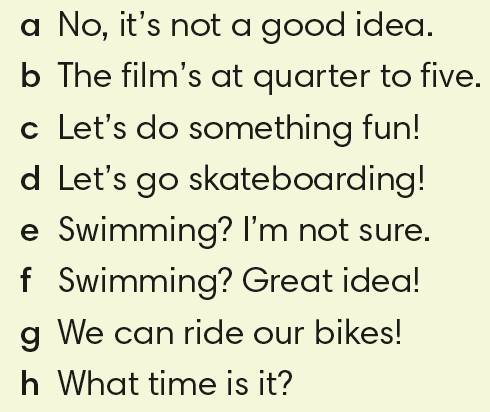 a No, it's not a good idea.
b The film's at quarter to five.
c Let's do something fun!
d Let's go skateboarding!
e Swimming? I'm not sure.
f Swimming? Great idea!
g We can ride our bikes!
h What time is it?